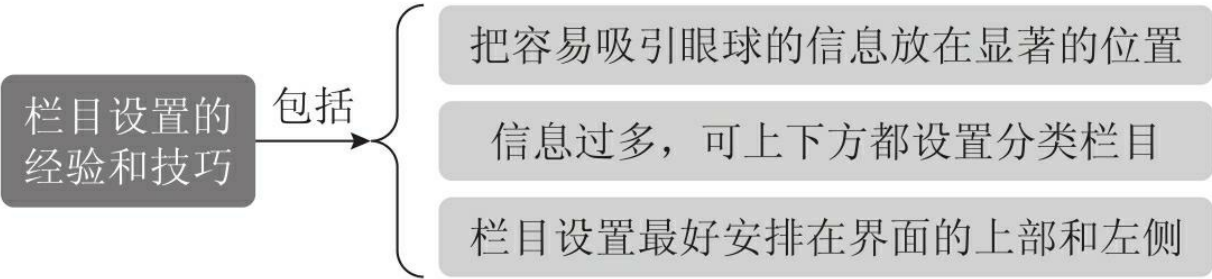 栏目设置的
经验和技巧
包括
把容易吸引眼球的信息放在显著的位置
信息过多，可上下方都设置分类栏目
栏目设置最好安排在界面的上部和左侧